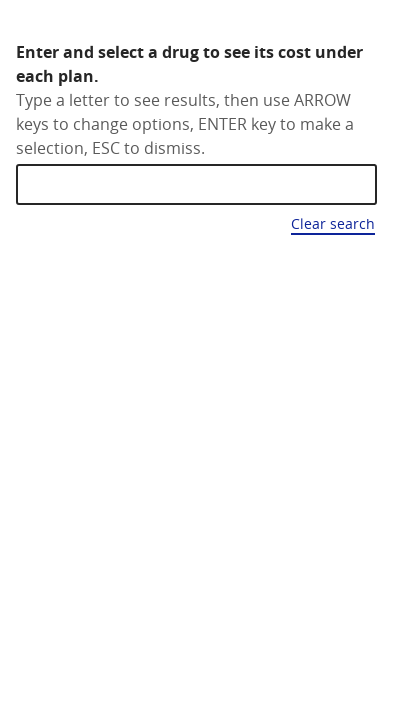 Enter and select a drug to see its cost under
each plan.
Type a letter to see results, then use ARROW
keys to change options, ENTER key to make a
selection, ESC to dismiss.
Clear search